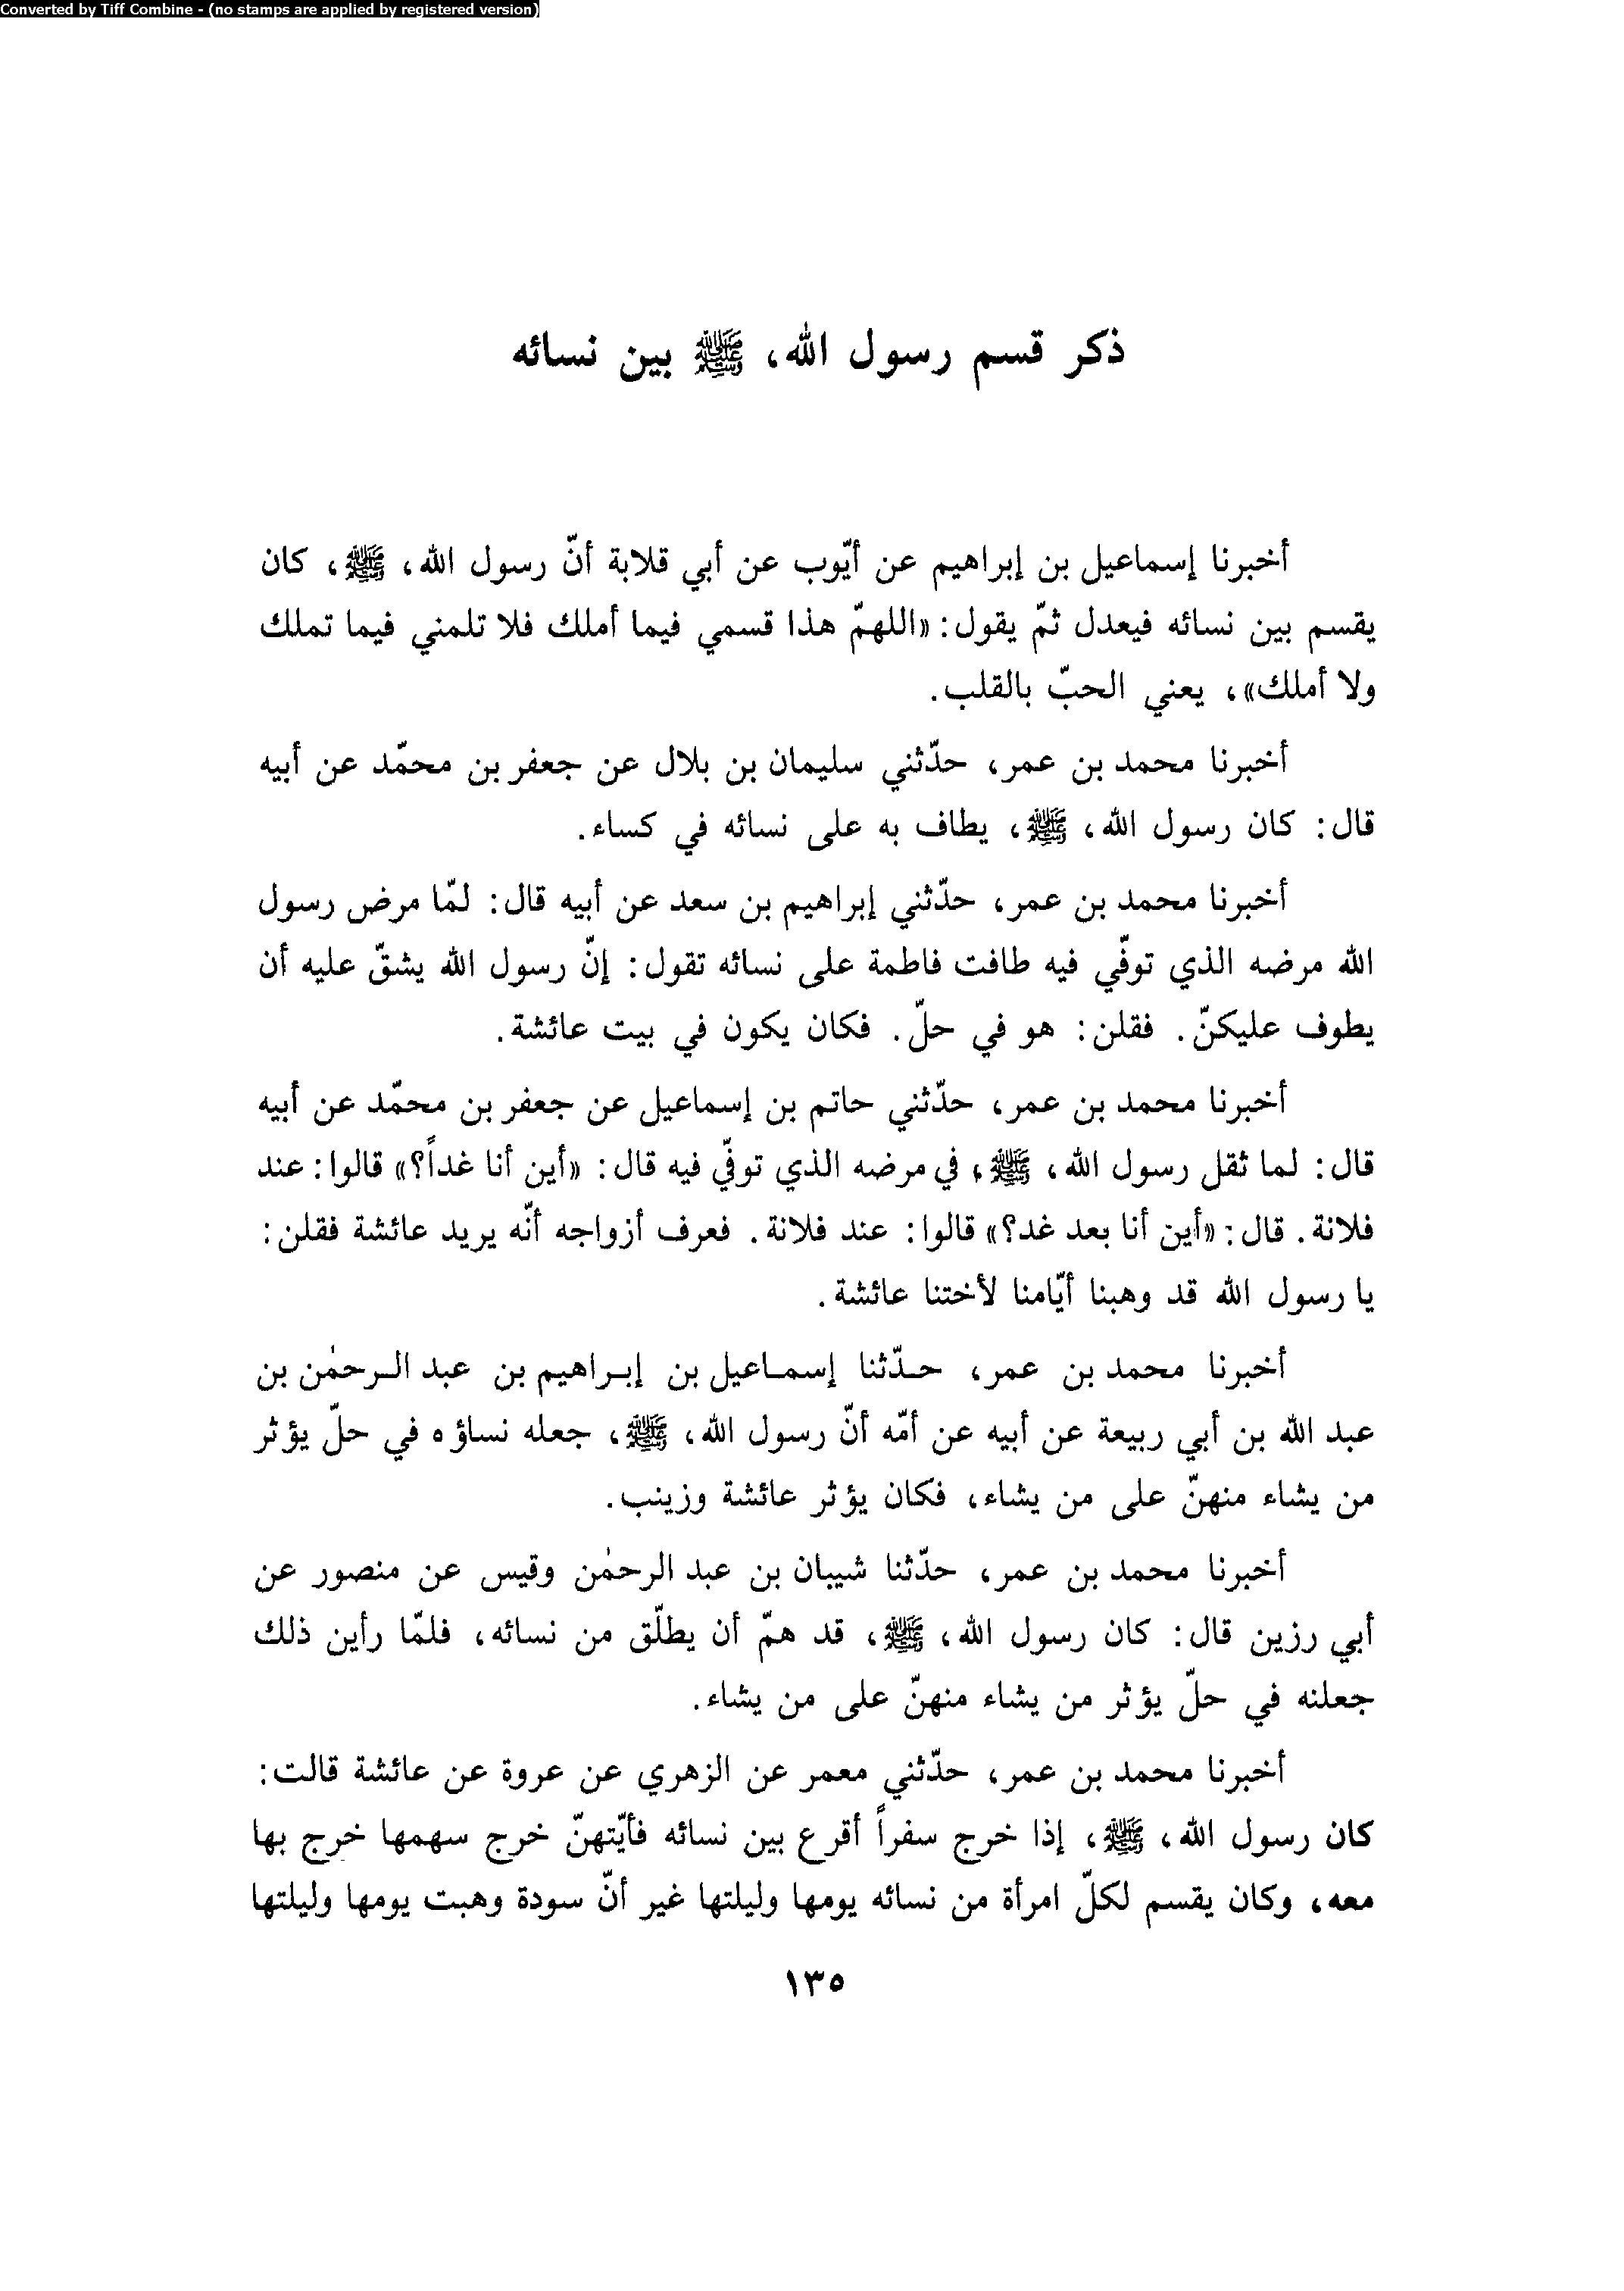 Converted by Tiff Combine - (no stamps are applied by registered version)
ذكر قسم رسول الله، ﷺ بين نسائه
أخبرنا إسماعيل بن إبراهيم عن أيّوب عن أبي قلابة أنّ رسول الله، ﷺ، كان
يقسم بين نسائه فيعدل ثمّ يقول: «اللهمّ هذا قسمي فيما أملك فلا تلمني فيما تملك
ولا أملك»، يعني الحبّ بالقلب.
أخبرنا محمد بن عمر، حدّثني سليمان بن بلال عن جعفر بن محمّد عن أبيه
قال: كان رسول الله، ﷺ، يطاف به على نسائه في كساء.
أخبرنا محمد بن عمر، حدّثني إبراهيم بن سعد عن أبيه قال: لمّا مرض رسول
الله مرضه الذي توفّي فيه طافت فاطمة على نسائه تقول: إنّ رسول الله يشقّ عليه أن
يطوف عليكنّ. فقلن: هو في حلّ. فكان يكون في بيت عائشة.
أخبرنا محمد بن عمر، حدّثني حاتم بن إسماعيل عن جعفر بن محمّد عن أبيه
قال: لما ثقل رسول الله، ﷺ، في مرضه الذي توفّي فيه قال: «أين أنا غداً؟» قالوا: عند
فلانة. قال: «أين أنا بعد غد؟» قالوا: عند فلانة. فعرف أزواجه أنّه يريد عائشة فقلن:
يا رسول الله قد وهبنا أيّامنا لأختنا عائشة.
أخبرنا محمد بن عمر، حـدّثنا إسمـاعيل بن إبـراهيم بن عبد الـرحمٰن بن
عبد الله بن أبي ربيعة عن أبيه عن أمّه أنّ رسول الله، ﷺ، جعله نساؤه في حلّ يؤثر
من يشاء منهنّ على من يشاء، فكان يؤثر عائشة وزينب.
أخبرنا محمد بن عمر، حدّثنا شيبان بن عبد الرحمٰن وقيس عن منصور عن
أبي رزين قال: كان رسول الله، ﷺ، قد همّ أن يطلّق من نسائه، فلمّا رأين ذلك
جعلنه في حلّ يؤثر من يشاء منهنّ على من يشاء.
أخبرنا محمد بن عمر، حدّثني معمر عن الزهري عن عروة عن عائشة قالت:
كان رسول الله، ﷺ، إذا خرج سفراً أقرع بين نسائه فأيّتهنّ خرج سهمها خرج بها
معه، وكان يقسم لكلّ امرأة من نسائه يومها وليلتها غير أنّ سودة وهبت يومها وليلتها
١٣٥